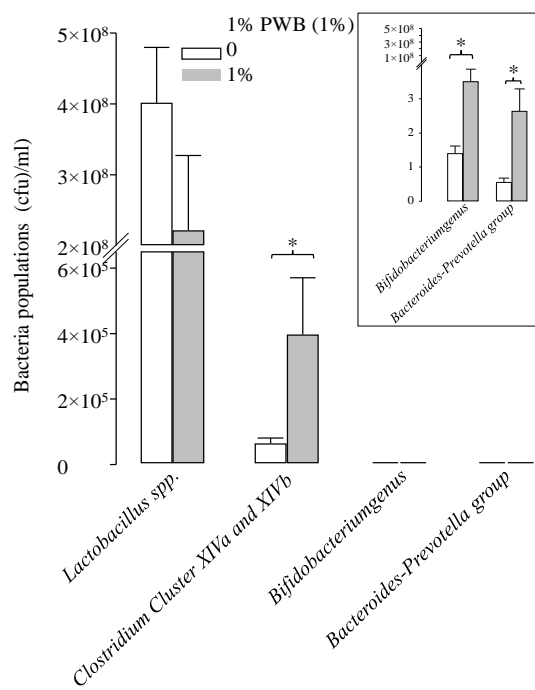 1% PWB (1%)
0
1%
Bacteria populations (cfu)/ml)
5×10⁸
4×10⁸
3×10⁸
2×10⁸
6×10⁵
4×10⁵
2×10⁵
0
*
Lactobacillus spp.
Clostridium Cluster XIVa and XIVb
Bifidobacteriumgenus
Bacteroides-Prevotella group
5×10⁸
3×10⁸
1×10⁸
3
2
1
0
*
*
Bifidobacteriumgenus
Bacteroides-Prevotella group